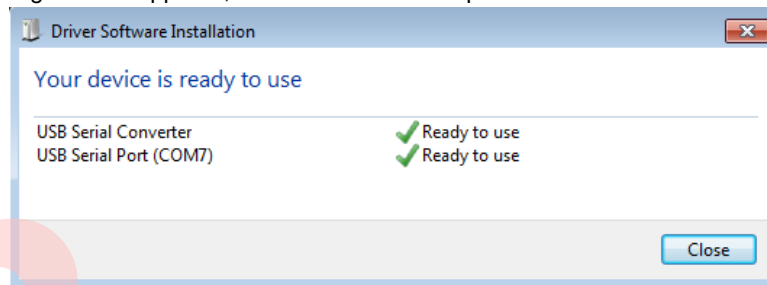 Driver Software Installation
Your device is ready to use
USB Serial Converter
Ready to use
USB Serial Port (COM7)
Ready to use
Close